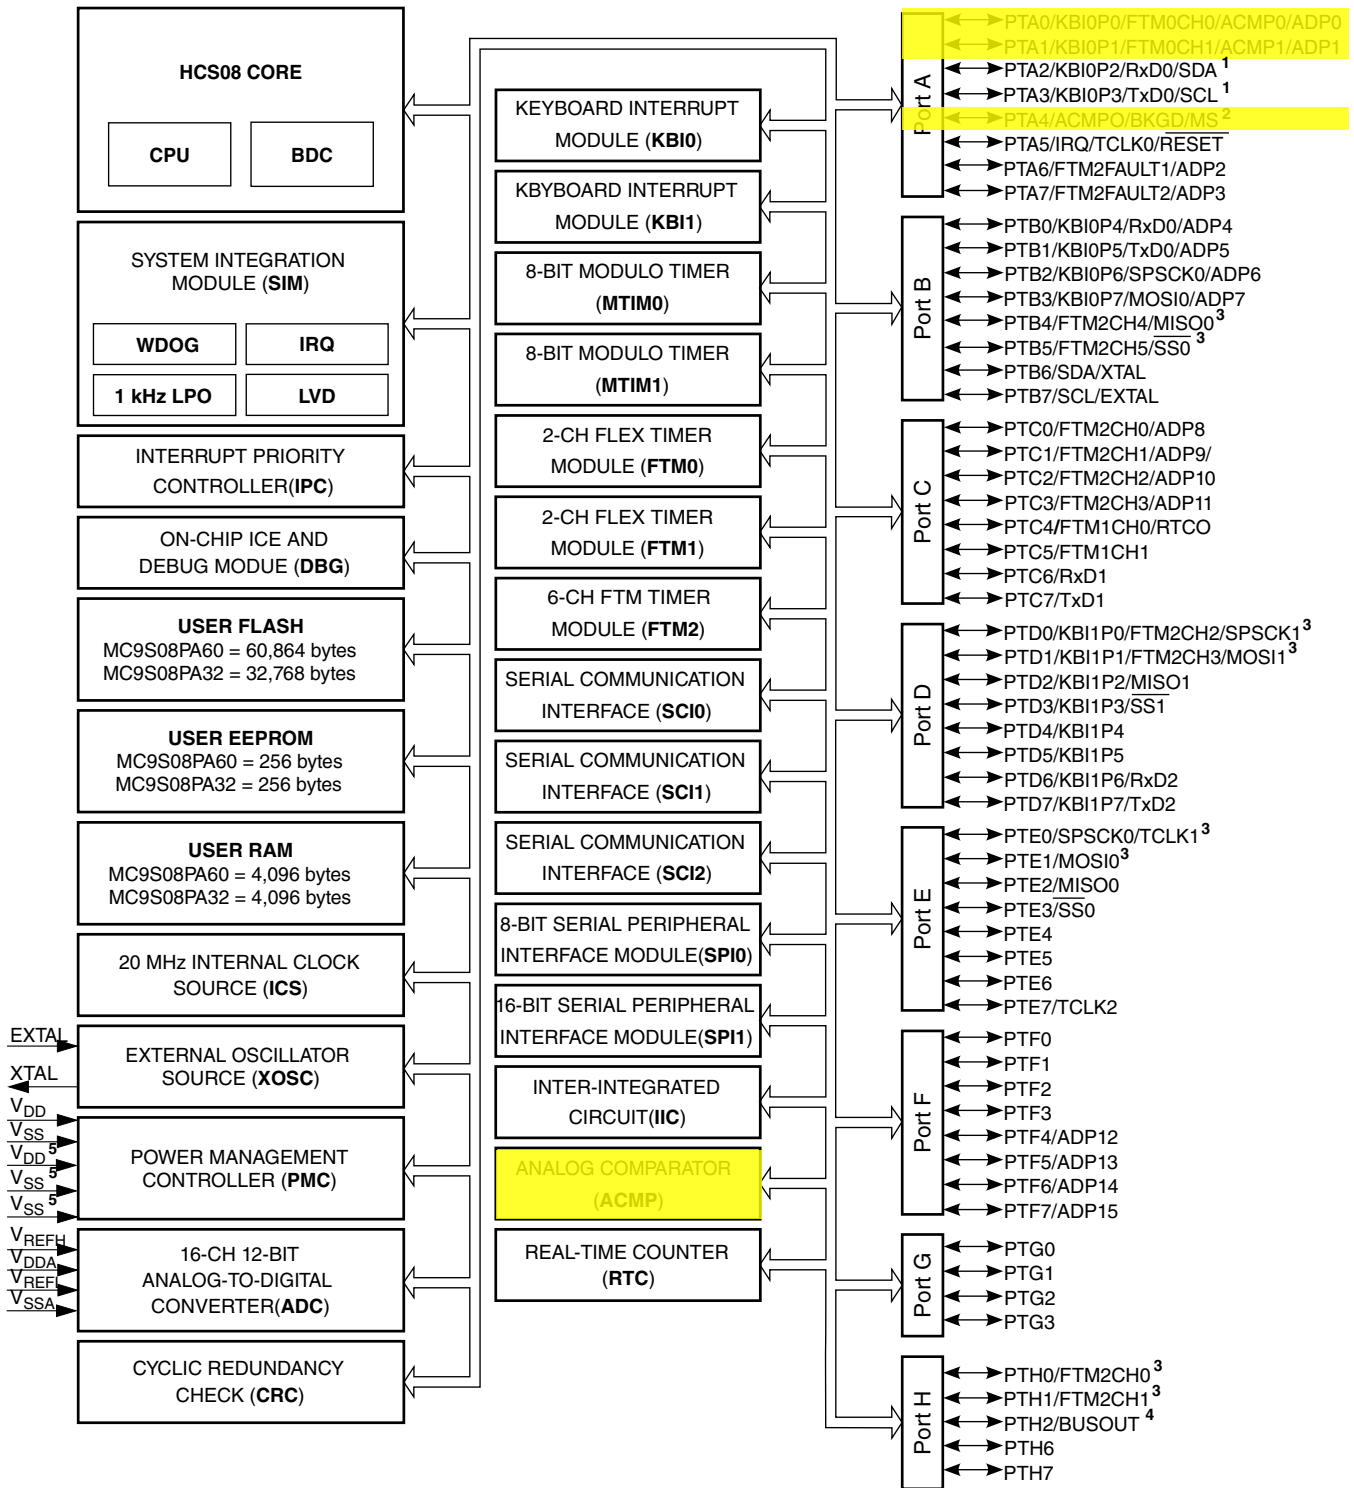 HCS08 CORE
CPU
BDC
SYSTEM INTEGRATION
MODULE (SIM)
WDOG
IRQ
1 kHz LPO
LVD
INTERRUPT PRIORITY
CONTROLLER(IPC)
ON-CHIP ICE AND
DEBUG MODUE (DBG)
USER FLASH
MC9S08PA60 = 60,864 bytes
MC9S08PA32 = 32,768 bytes
USER EEPROM
MC9S08PA60 = 256 bytes
MC9S08PA32 = 256 bytes
USER RAM
MC9S08PA60 = 4,096 bytes
MC9S08PA32 = 4,096 bytes
20 MHz INTERNAL CLOCK
SOURCE (ICS)
EXTAL
XTAL
EXTERNAL OSCILLATOR
SOURCE (XOSC)
VDD
VSS
VDD 5
VSS 5
VSS 5
POWER MANAGEMENT
CONTROLLER (PMC)
VREFH
VDDA
VREFL
VSSA
16-CH 12-BIT
ANALOG-TO-DIGITAL
CONVERTER(ADC)
CYCLIC REDUNDANCY
CHECK (CRC)
KEYBOARD INTERRUPT
MODULE (KBI0)
KBYBOARD INTERRUPT
MODULE (KBI1)
8-BIT MODULO TIMER
(MTIM0)
8-BIT MODULO TIMER
(MTIM1)
2-CH FLEX TIMER
MODULE (FTM0)
2-CH FLEX TIMER
MODULE (FTM1)
6-CH FTM TIMER
MODULE (FTM2)
SERIAL COMMUNICATION
INTERFACE (SCI0)
SERIAL COMMUNICATION
INTERFACE (SCI1)
SERIAL COMMUNICATION
INTERFACE (SCI2)
8-BIT SERIAL PERIPHERAL
INTERFACE MODULE(SPI0)
16-BIT SERIAL PERIPHERAL
INTERFACE MODULE(SPI1)
INTER-INTEGRATED
CIRCUIT(IIC)
ANALOG COMPARATOR
(ACMP)
REAL-TIME COUNTER
(RTC)
Port A
PTA0/KBI0P0/FTM0CH0/ACMP0/ADP0
PTA1/KBI0P1/FTM0CH1/ACMP1/ADP1
PTA2/KBI0P2/RxD0/SDA 1
PTA3/KBI0P3/TxD0/SCL 1
PTA4/ACMPO/BKGD/MS 2
PTA5/IRQ/TCLK0/RESET
PTA6/FTM2FAULT1/ADP2
PTA7/FTM2FAULT2/ADP3
Port B
PTB0/KBI0P4/RxD0/ADP4
PTB1/KBI0P5/TxD0/ADP5
PTB2/KBI0P6/SPSCK0/ADP6
PTB3/KBI0P7/MOSI0/ADP7
PTB4/FTM2CH4/MISO0 3
PTB5/FTM2CH5/SS0 3
PTB6/SDA/XTAL
PTB7/SCL/EXTAL
Port C
PTC0/FTM2CH0/ADP8
PTC1/FTM2CH1/ADP9/
PTC2/FTM2CH2/ADP10
PTC3/FTM2CH3/ADP11
PTC4/FTM1CH0/RTCO
PTC5/FTM1CH1
PTC6/RxD1
PTC7/TxD1
Port D
PTD0/KBI1P0/FTM2CH2/SPSCK1 3
PTD1/KBI1P1/FTM2CH3/MOSI1 3
PTD2/KBI1P2/MISO1
PTD3/KBI1P3/SS1
PTD4/KBI1P4
PTD5/KBI1P5
PTD6/KBI1P6/RxD2
PTD7/KBI1P7/TxD2
Port E
PTE0/SPSCK0/TCLK1 3
PTE1/MOSI0 3
PTE2/MISO0
PTE3/SS0
PTE4
PTE5
PTE6
PTE7/TCLK2
Port F
PTF0
PTF1
PTF2
PTF3
PTF4/ADP12
PTF5/ADP13
PTF6/ADP14
PTF7/ADP15
Port G
PTG0
PTG1
PTG2
PTG3
Port H
PTH0/FTM2CH0 3
PTH1/FTM2CH1 3
PTH2/BUSOUT 4
PTH6
PTH7